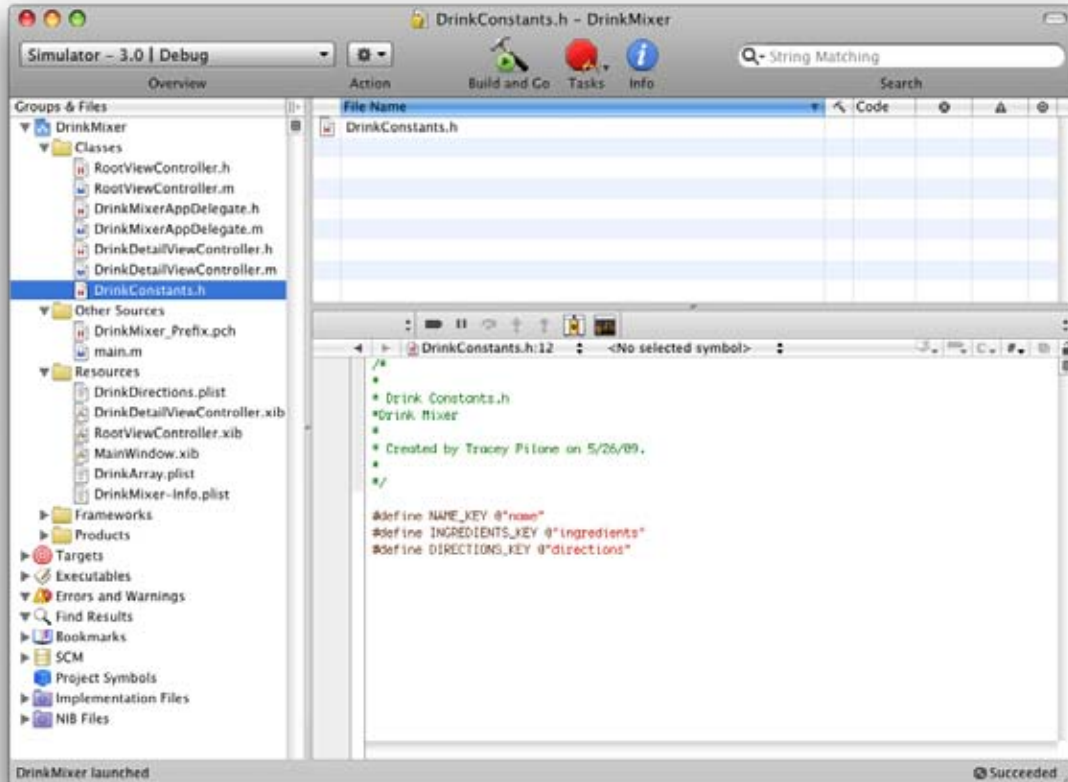 DrinkConstants.h – DrinkMixer
Simulator – 3.0 | Debug
String Matching
Overview
Action
Build and Go
Tasks
Info
Search
Groups & Files
File Name
Code
DrinkMixer
DrinkConstants.h
Classes
RootViewController.h
RootViewController.m
DrinkMixerAppDelegate.h
DrinkMixerAppDelegate.m
DrinkDetailViewController.h
DrinkDetailViewController.m
DrinkConstants.h
Other Sources
DrinkMixer_Prefix.pch
main.m
Resources
DrinkDirections.plist
DrinkDetailViewController.xib
RootViewController.xib
MainWindow.xib
DrinkArray.plist
DrinkMixer-Info.plist
Frameworks
Products
Targets
Executables
Errors and Warnings
Find Results
Bookmarks
SCM
Project Symbols
Implementation Files
NIB Files
DrinkConstants.h:12
<No selected symbol>
C
#
/*
*
* Drink Constants.h
*Drink Mixer
*
* Created by Tracey Pilone on 5/26/09.
*
*/
#define NAME_KEY @"name"
#define INGREDIENTS_KEY @"ingredients"
#define DIRECTIONS_KEY @"directions"
DrinkMixer launched
Succeeded